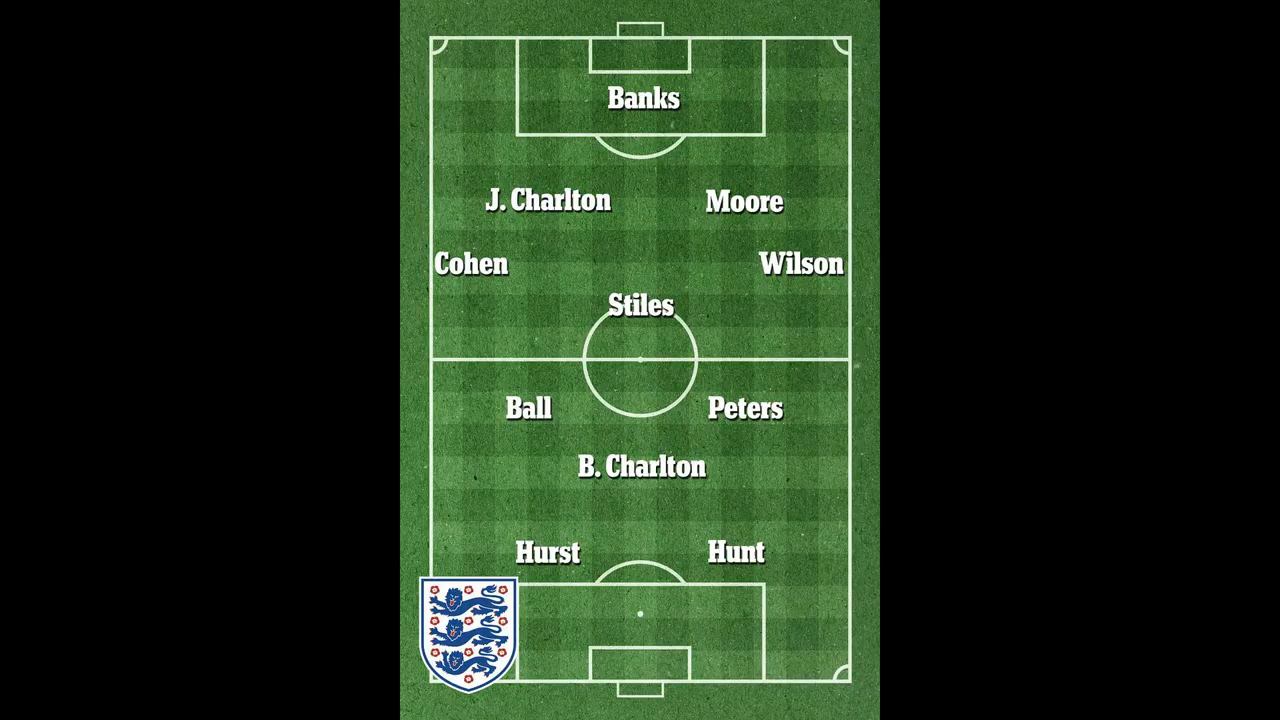 Banks
J. Charlton Moore
Cohen Wilson
Stiles
Ball Peters
B. Charlton
Hurst Hunt